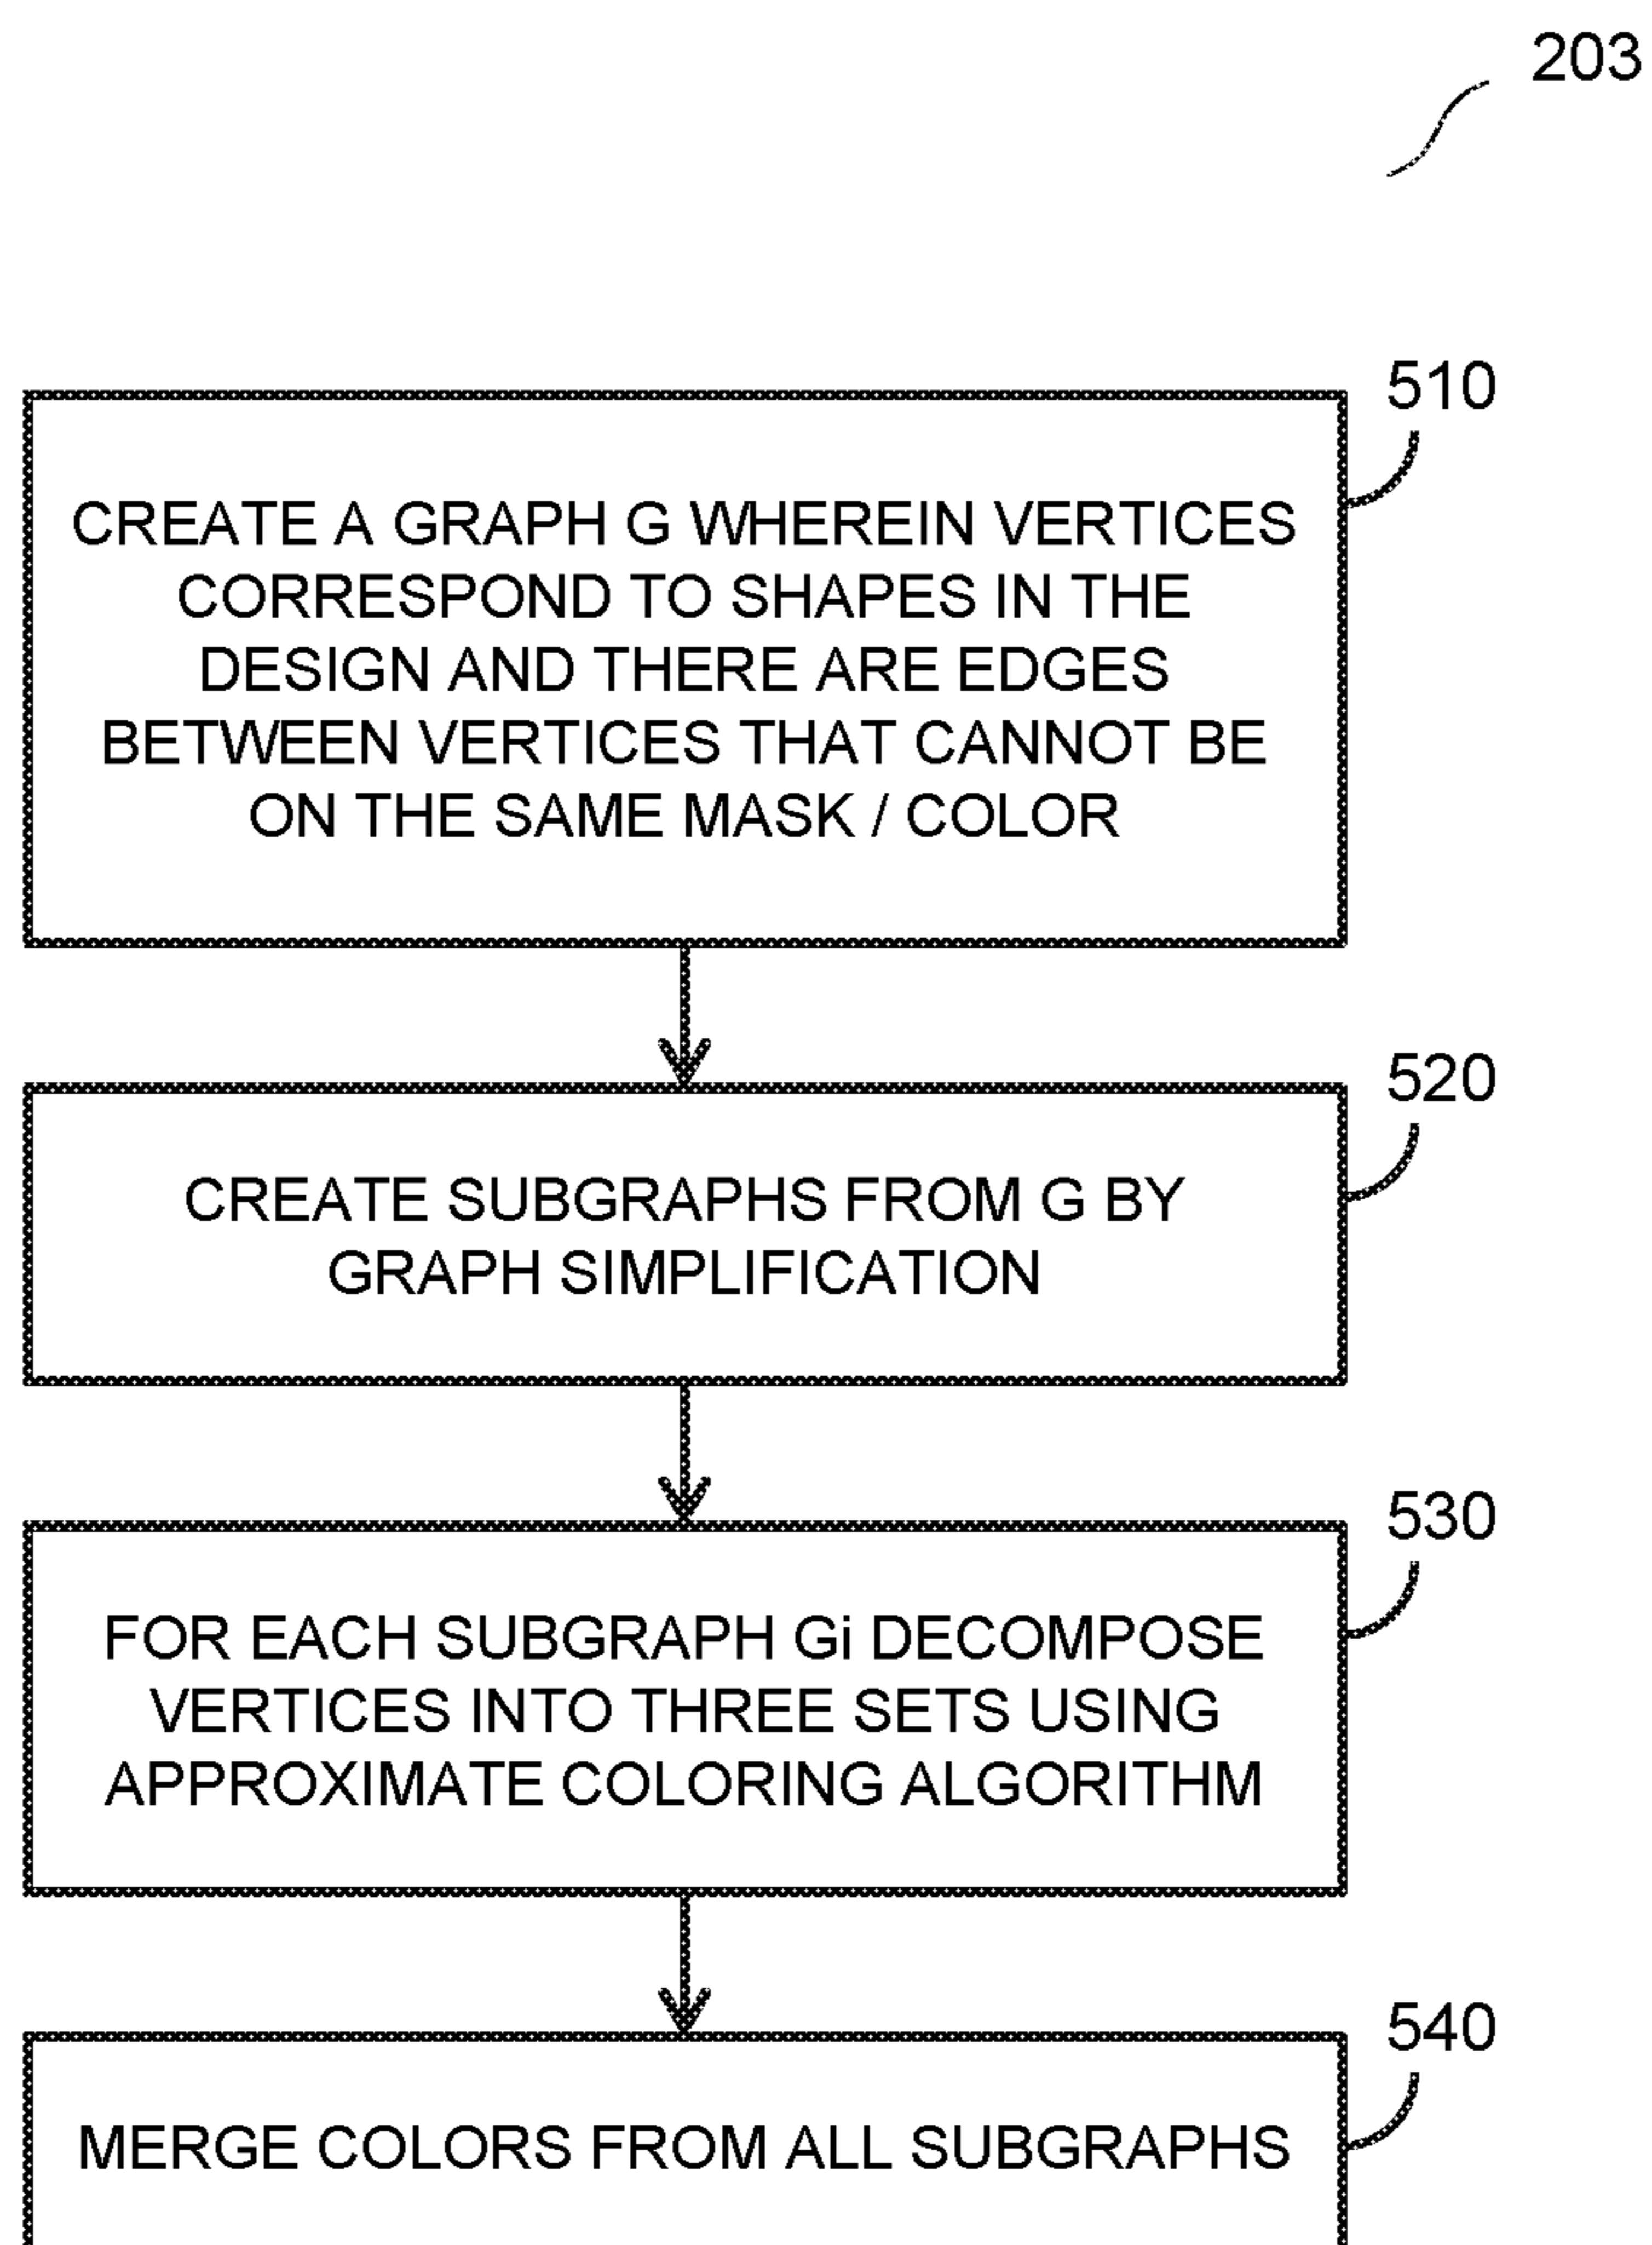 203
510
CREATE A GRAPH G WHEREIN VERTICES
CORRESPOND TO SHAPES IN THE
DESIGN AND THERE ARE EDGES
BETWEEN VERTICES THAT CANNOT BE
ON THE SAME MASK / COLOR
520
CREATE SUBGRAPHS FROM G BY
GRAPH SIMPLIFICATION
530
FOR EACH SUBGRAPH Gi DECOMPOSE
VERTICES INTO THREE SETS USING
APPROXIMATE COLORING ALGORITHM
540
MERGE COLORS FROM ALL SUBGRAPHS